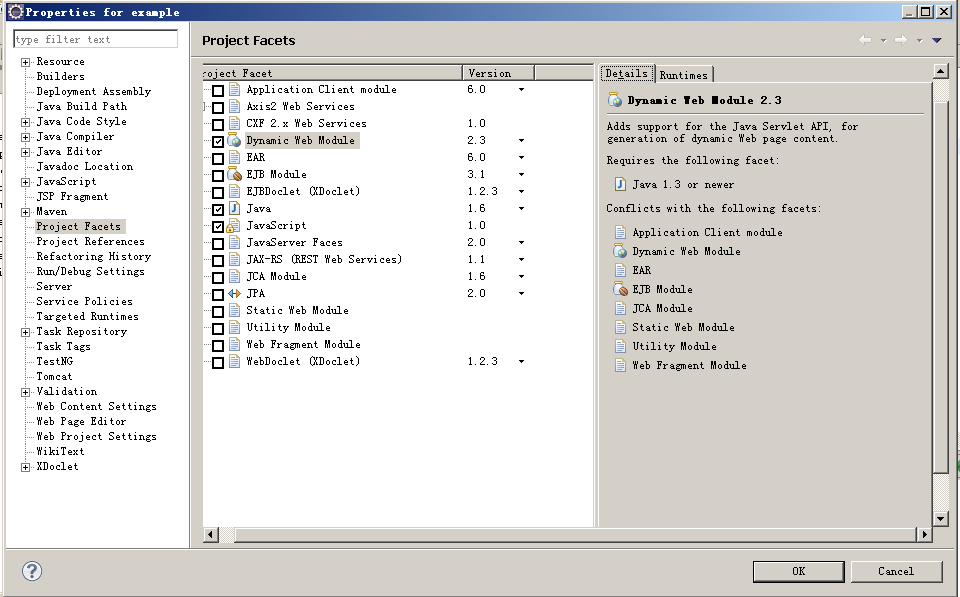 Properties for example
type filter text
Resource
Builders
Deployment Assembly
Java Build Path
Java Code Style
Java Compiler
Java Editor
Javadoc Location
JavaScript
JSP Fragment
Maven
Project Facets
Project References
Refactoring History
Run/Debug Settings
Server
Service Policies
Targeted Runtimes
Task Repository
Task Tags
TestNG
Tomcat
Validation
Web Content Settings
Web Page Editor
Web Project Settings
WikiText
XDoclet
Project Facets
roject Facet Version
Application Client module 6.0
Axis2 Web Services
CXF 2.x Web Services 1.0
Dynamic Web Module 2.3
EAR 6.0
EJB Module 3.1
EJBDoclet (XDoclet) 1.2.3
Java 1.6
JavaScript 1.0
JavaServer Faces 2.0
JAX-RS (REST Web Services) 1.1
JCA Module 1.6
JPA 2.0
Static Web Module
Utility Module
Web Fragment Module
WebDoclet (XDoclet) 1.2.3
Details Runtimes
Dynamic Web Module 2.3
Adds support for the Java Servlet API, for
generation of dynamic Web page content.
Requires the following facet:
Java 1.3 or newer
Conflicts with the following facets:
Application Client module
Dynamic Web Module
EAR
EJB Module
JCA Module
Static Web Module
Utility Module
Web Fragment Module
?
OK Cancel